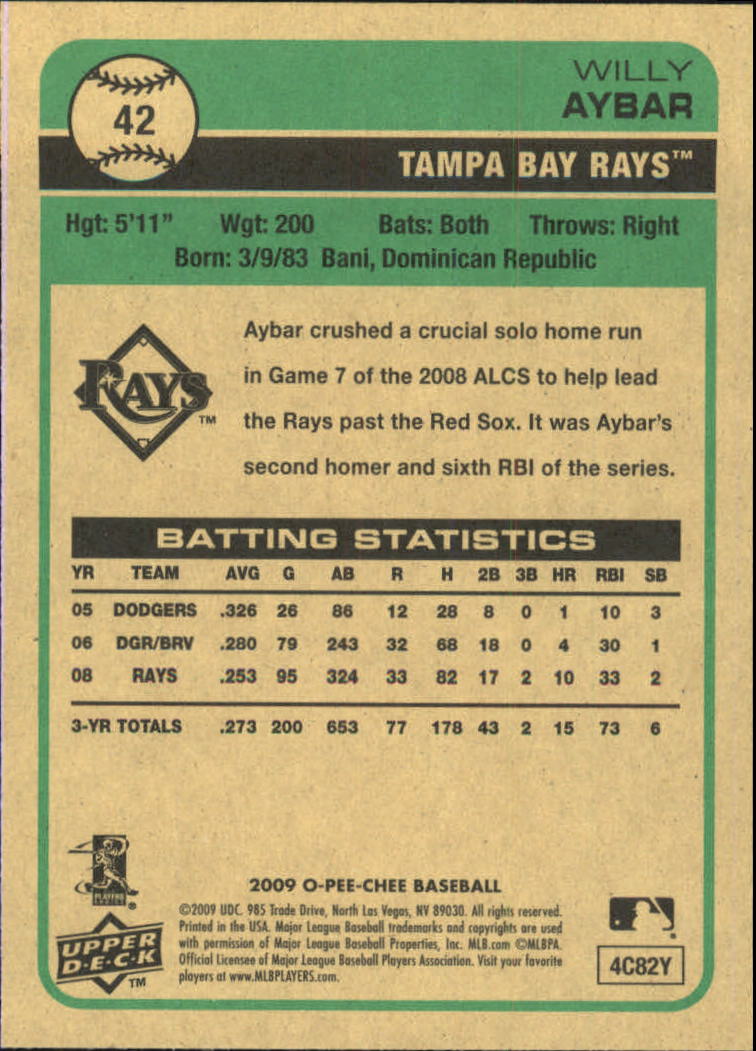 42
WILLY
AYBAR
TAMPA BAY RAYS™
Hgt: 5'11" Wgt: 200 Bats: Both Throws: Right
Born: 3/9/83 Bani, Dominican Republic
RAYS™
Aybar crushed a crucial solo home run
in Game 7 of the 2008 ALCS to help lead
the Rays past the Red Sox. It was Aybar's
second homer and sixth RBI of the series.
BATTING STATISTICS
YR TEAM AVG G AB R H 2B 3B HR RBI SB
05 DODGERS .326 26 86 12 28 8 0 1 10 3
06 DGR/BRV .280 79 243 32 68 18 0 4 30 1
08 RAYS .253 95 324 33 82 17 2 10 33 2
3-YR TOTALS .273 200 653 77 178 43 2 15 73 6
2009 O-PEE-CHEE BASEBALL
©2009 UDC. 985 Trade Drive, North Las Vegas, NV 89030. All rights reserved.
Printed in the USA. Major League Baseball trademarks and copyrights are used
with permission of Major League Baseball Properties, Inc. MLB.com ©MLBPA.
Official Licensee of Major League Baseball Players Association. Visit your favorite
players at www.MLBPLAYERS.com.
PLAYERS
®
UPPER
D·E·C·K
™
4C82Y